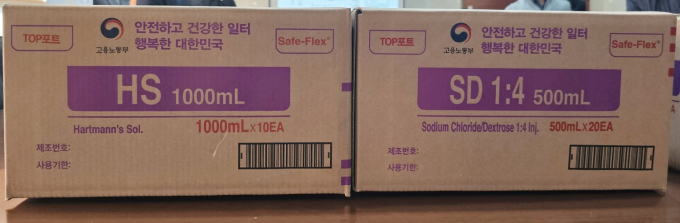 TOP포트
고용노동부
안전하고 건강한 일터
행복한 대한민국
Safe-Flex®
HS 1000mL
Hartmann's Sol.
1000mLX10EA
제조번호:
사용기한:
TOP포트
고용노동부
안전하고 건강한 일터
행복한 대한민국
Safe-Flex®
SD 1:4 500mL
Sodium Chloride/Dextrose 1:4 Inj.
500mLX20EA
제조번호:
사용기한: